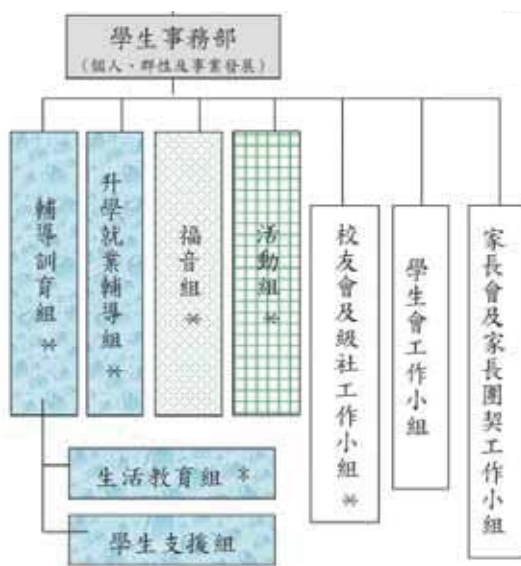 學生事務部
(個人、群性及事業發展)
輔導訓育組 *
升學就業輔導組 *
福音組 *
活動組 *
校友會及級社工作小組 *
學生會工作小組
家長會及家長團契工作小組
生活教育組 *
學生支援組